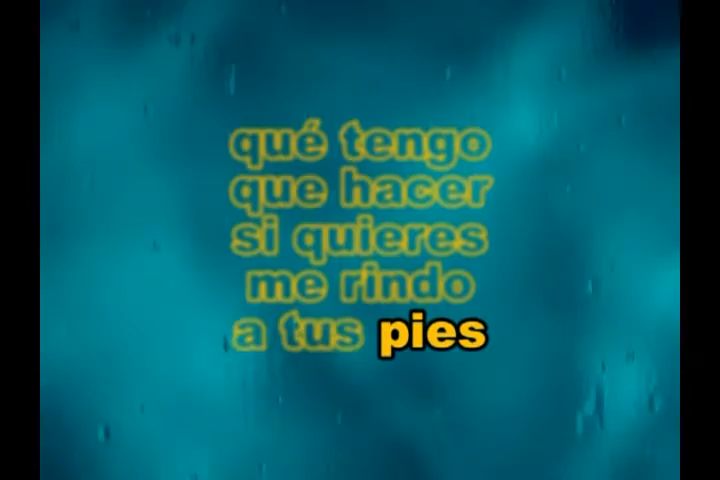 qué tengo
que hacer
si quieres
me rindo
a tus pies